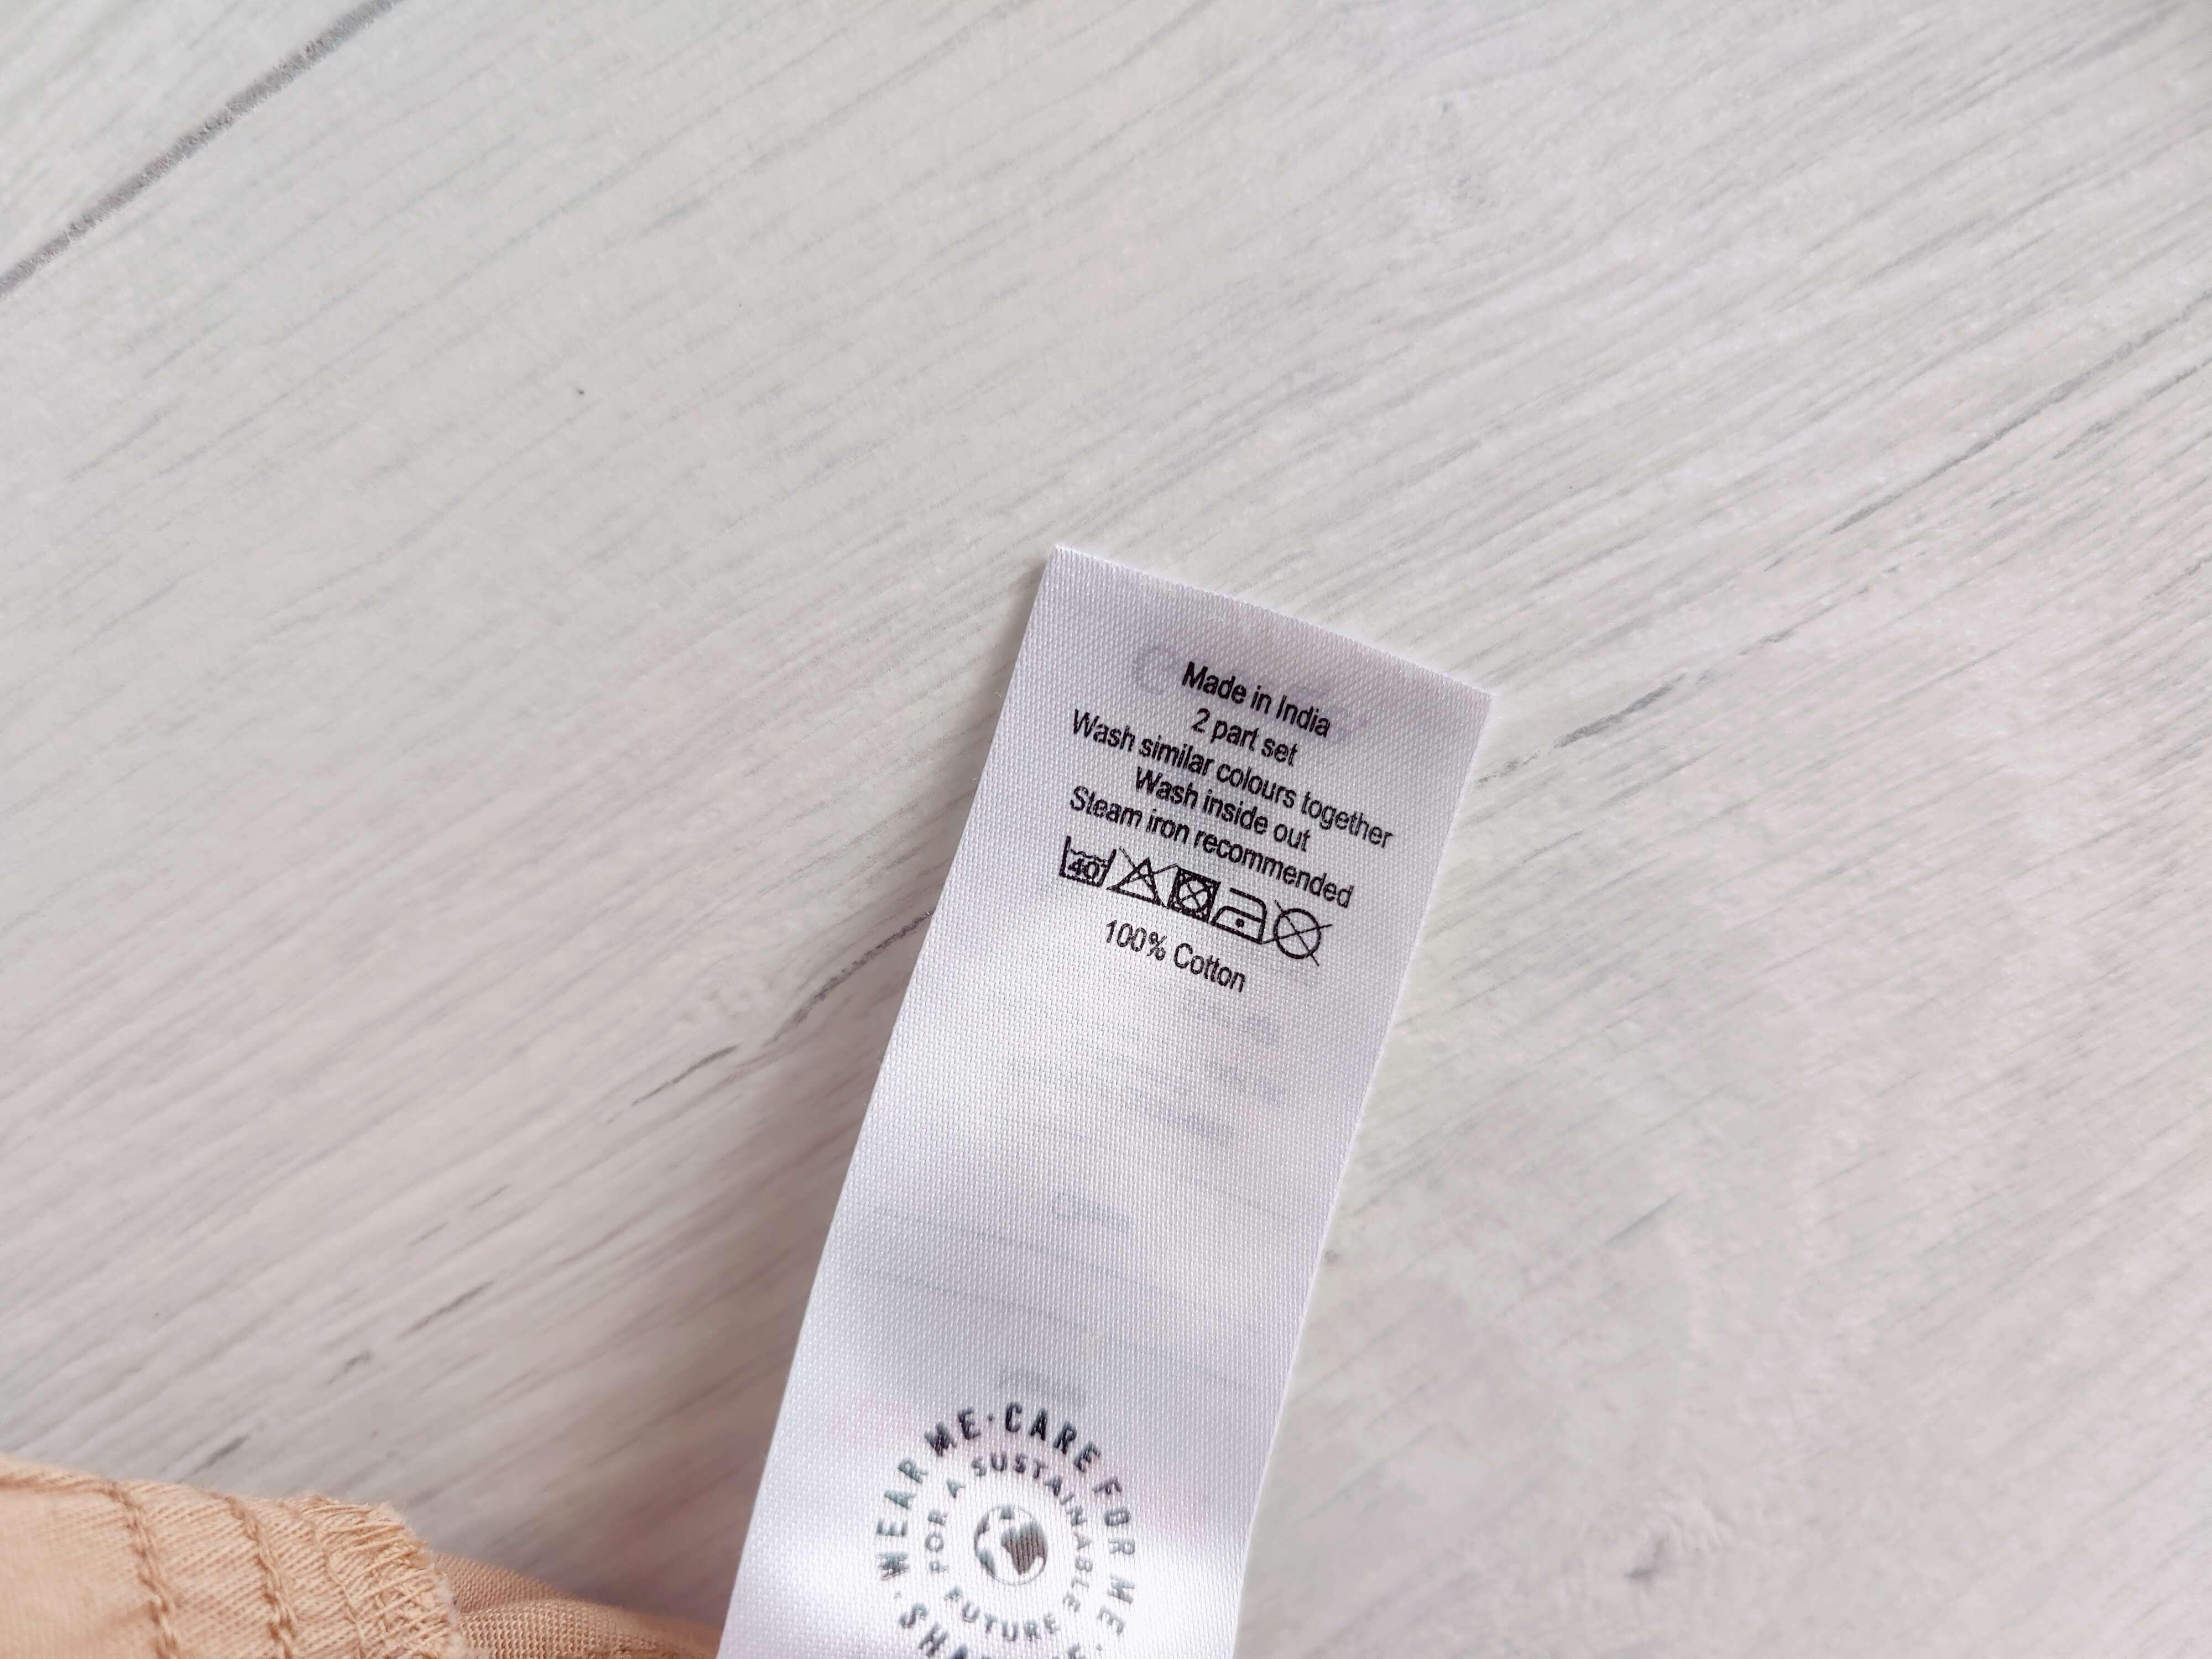 Made in India
2 part set
Wash similar colours together
Wash inside out
Steam iron recommended
40
100% Cotton
WEAR ME · CARE FOR ME ·
FOR A SUSTAINABLE FUTURE